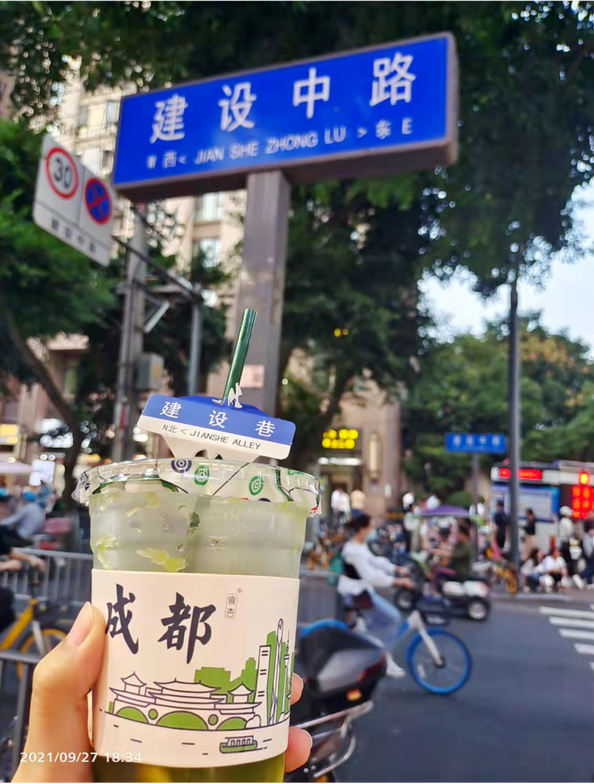 建设中路
W 西 < JIAN SHE ZHONG LU > 东 E
30
建设巷
N北 < JIANSHE ALLEY
成都
2021/09/27 18:34